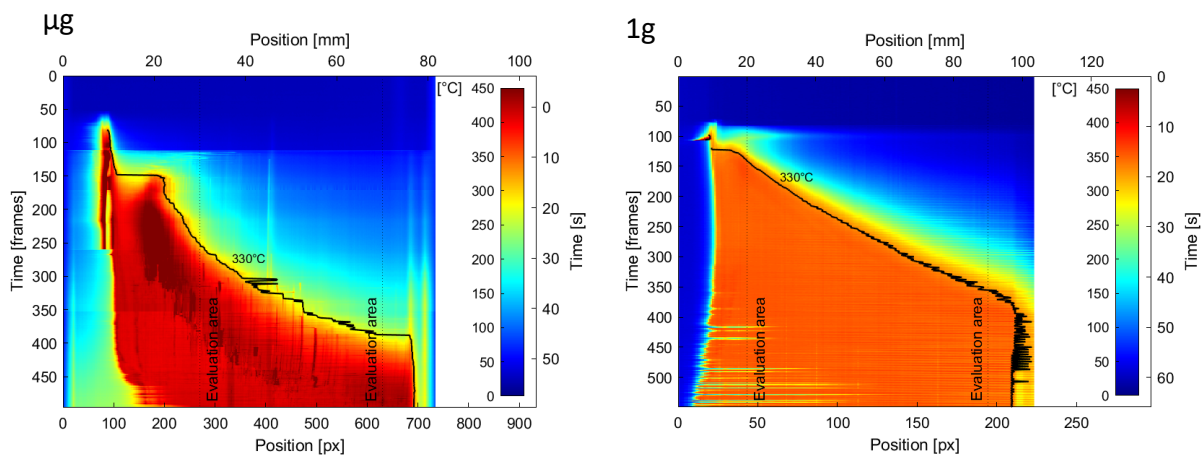 µg
Position [mm]
0 20 40 60 80 100
0 50 100 150 200 250 300 350 400 450
Time [frames]
[°C]
450 400 350 300 250 200 150 100 50 0
0 10 20 30 40 50
Time [s]
330°C
Evaluation area
Evaluation area
0 100 200 300 400 500 600 700 800 900
Position [px]
1g
Position [mm]
0 20 40 60 80 100 120
50 100 150 200 250 300 350 400 450 500
Time [frames]
[°C]
450 400 350 300 250 200 150 100 50 0
0 10 20 30 40 50 60
Time [s]
330°C
Evaluation area
Evaluation area
0 50 100 150 200 250
Position [px]